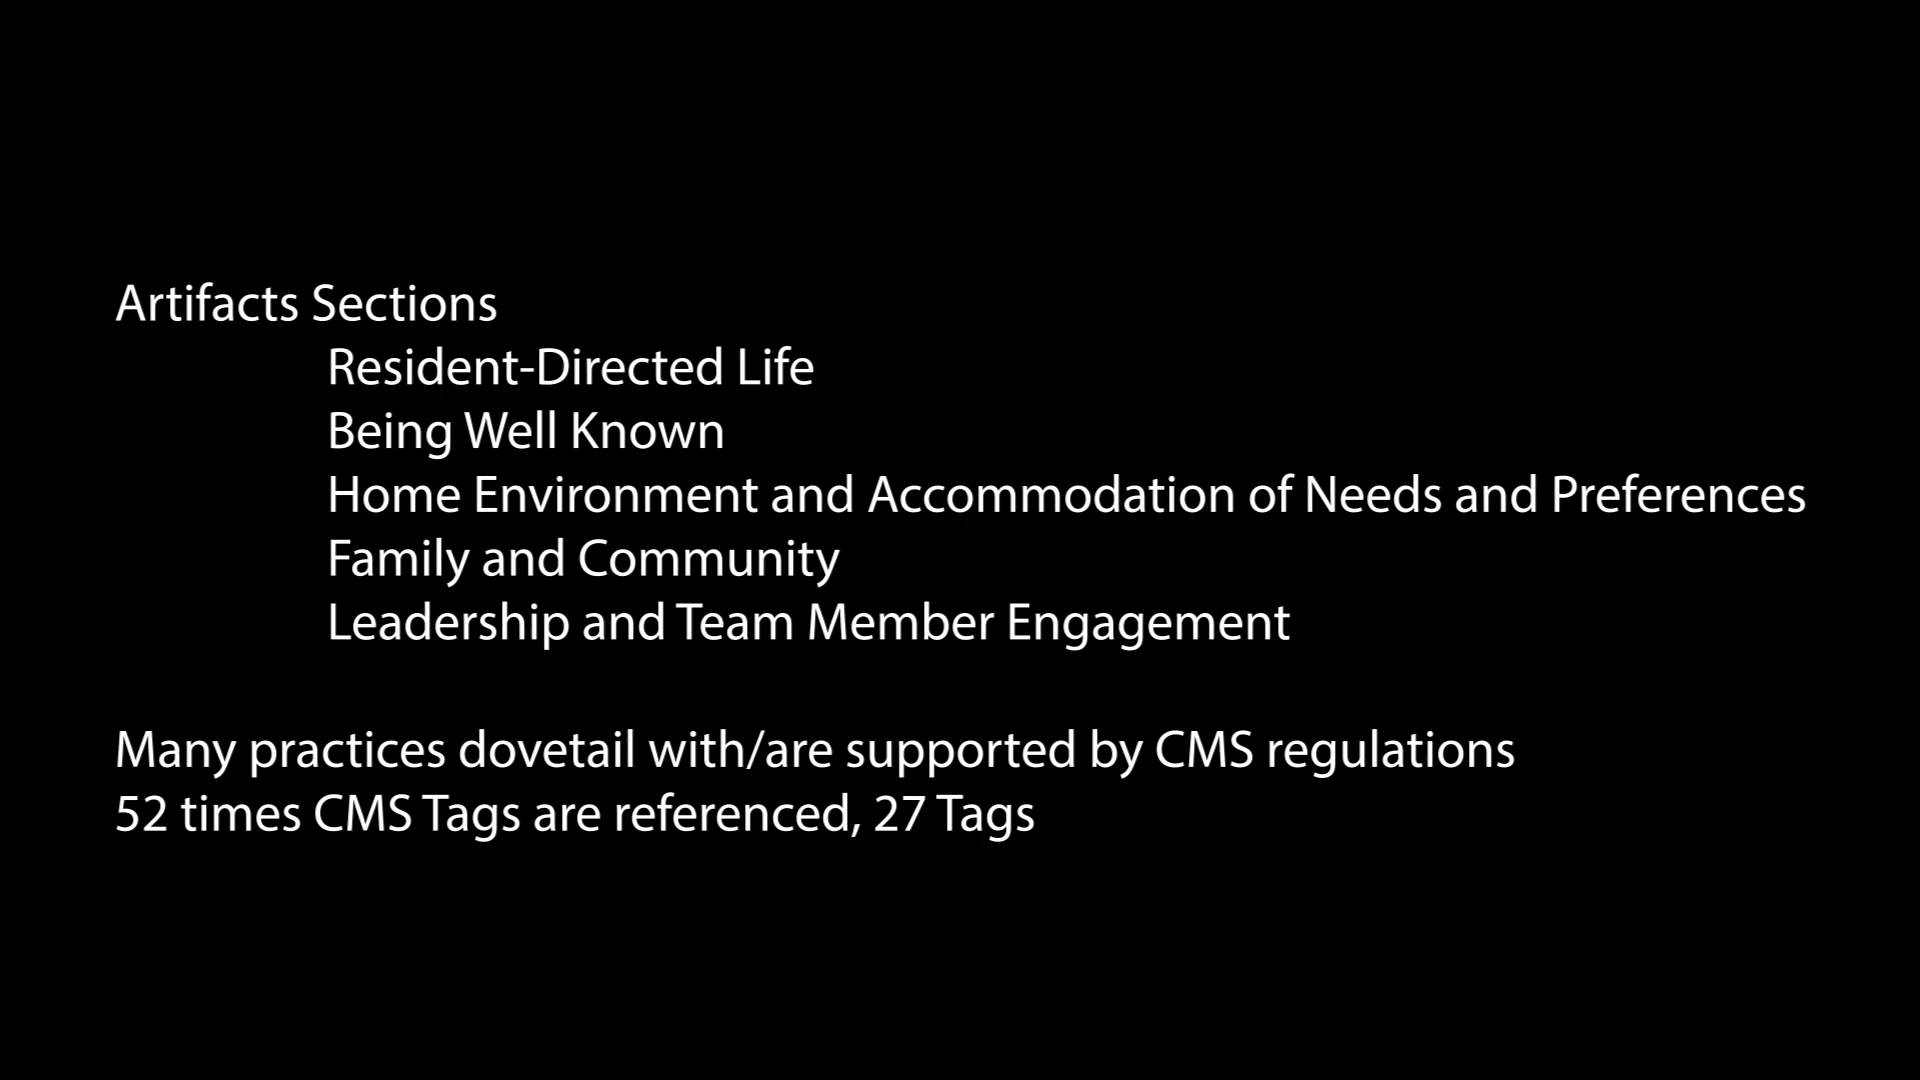 Artifacts Sections
Resident-Directed Life
Being Well Known
Home Environment and Accommodation of Needs and Preferences
Family and Community
Leadership and Team Member Engagement
Many practices dovetail with/are supported by CMS regulations
52 times CMS Tags are referenced, 27 Tags